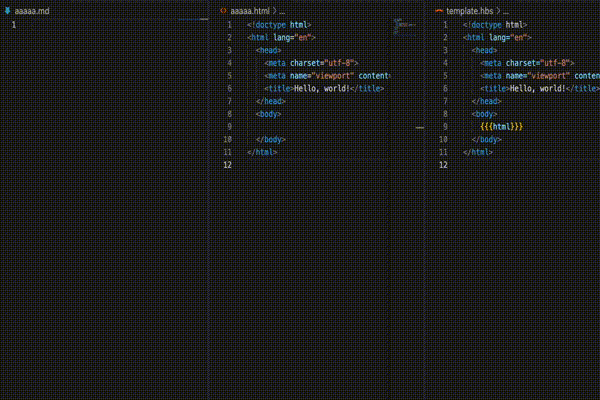 aaaaa.md
1
aaaaa.html > ...
1 <!doctype html>
2 <html lang="en">
3 <head>
4 <meta charset="utf-8">
5 <meta name="viewport" content
6 <title>Hello, world!</title>
7 </head>
8 <body>
9
10 </body>
11 </html>
12
template.hbs > ...
1 <!doctype html>
2 <html lang="en">
3 <head>
4 <meta charset="utf-8">
5 <meta name="viewport" conten
6 <title>Hello, world!</title>
7 </head>
8 <body>
9 {{{html}}}
10 </body>
11 </html>
12